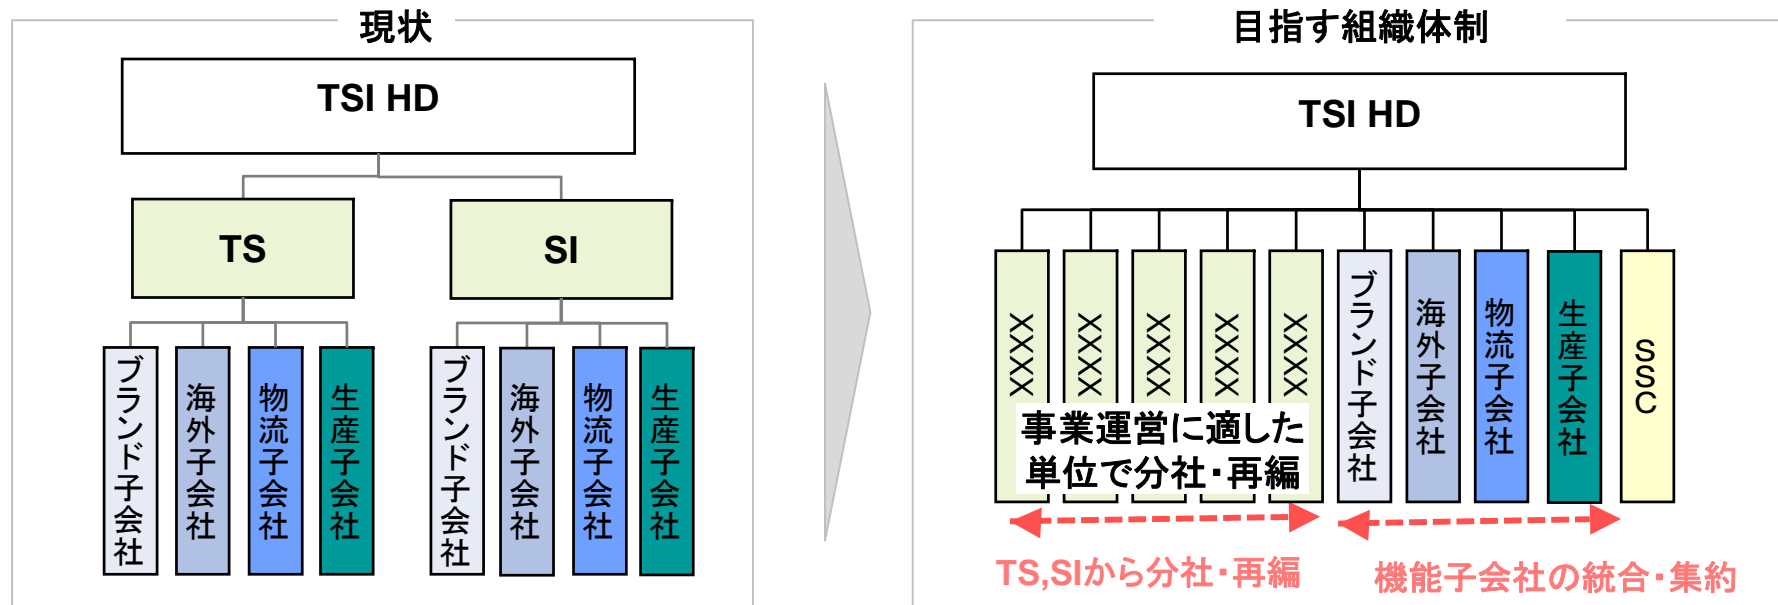 現状
TSI HD
TS
SI
ブランド子会社
海外子会社
物流子会社
生産子会社
ブランド子会社
海外子会社
物流子会社
生産子会社
目指す組織体制
TSI HD
XXXX
XXXX
XXXX
XXXX
XXXX
ブランド子会社
海外子会社
物流子会社
生産子会社
SSC
事業運営に適した
単位で分社・再編
TS,SIから分社・再編
機能子会社の統合・集約